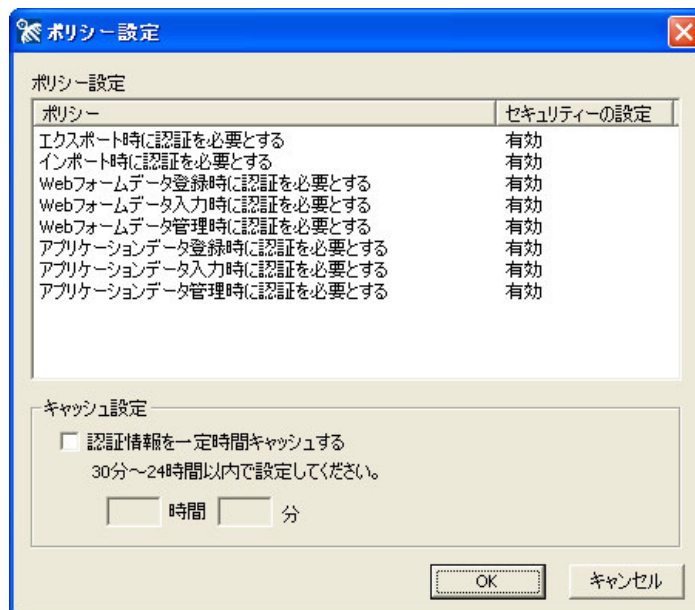 ポリシー設定
ポリシー設定
ポリシー セキュリティーの設定
エクスポート時に認証を必要とする 有効
インポート時に認証を必要とする 有効
Webフォームデータ登録時に認証を必要とする 有効
Webフォームデータ入力時に認証を必要とする 有効
Webフォームデータ管理時に認証を必要とする 有効
アプリケーションデータ登録時に認証を必要とする 有効
アプリケーションデータ入力時に認証を必要とする 有効
アプリケーションデータ管理時に認証を必要とする 有効
キャッシュ設定
認証情報を一定時間キャッシュする
30分～24時間以内で設定してください。
時間 分
OK キャンセル